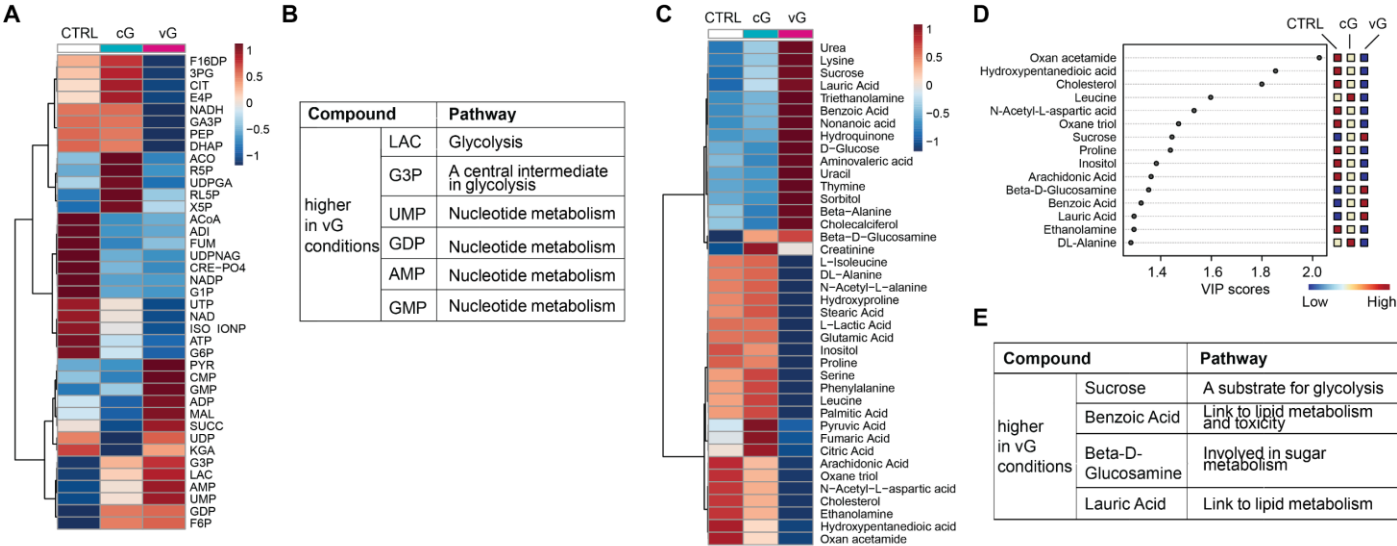 A
CTRL cG vG
F16DP
3PG
CIT
E4P
NADH
GA3P
PEP
DHAP
ACO
R5P
UDPGA
RL5P
X5P
ACoA
ADI
FUM
UDPNAG
CRE−PO4
NADP
G1P
UTP
NAD
ISO IONP
ATP
G6P
PYR
CMP
GMP
ADP
MAL
SUCC
UDP
KGA
G3P
LAC
AMP
UMP
GDP
F6P
1
0.5
0
−0.5
−1
B
Compound Pathway
higher
in vG
conditions
LAC Glycolysis
G3P A central intermediate
in glycolysis
UMP Nucleotide metabolism
GDP Nucleotide metabolism
AMP Nucleotide metabolism
GMP Nucleotide metabolism
C
CTRL cG vG
Urea
Lysine
Sucrose
Lauric Acid
Triethanolamine
Benzoic Acid
Nonanoic acid
Hydroquinone
D−Glucose
Aminovaleric acid
Uracil
Thymine
Sorbitol
Beta−Alanine
Cholecalciferol
Beta−D−Glucosamine
Creatinine
L−Isoleucine
DL−Alanine
N−Acetyl−L−alanine
Hydroxyproline
Stearic Acid
L−Lactic Acid
Glutamic Acid
Inositol
Proline
Serine
Phenylalanine
Leucine
Palmitic Acid
Pyruvic Acid
Fumaric Acid
Citric Acid
Arachidonic Acid
Oxane triol
N−Acetyl−L−aspartic acid
Cholesterol
Ethanolamine
Hydroxypentanedioic acid
Oxan acetamide
1
0.5
0
−0.5
−1
D
CTRL cG vG
Oxan acetamide
Hydroxypentanedioic acid
Cholesterol
Leucine
N-Acetyl-L-aspartic acid
Oxane triol
Sucrose
Proline
Inositol
Arachidonic Acid
Beta-D-Glucosamine
Benzoic Acid
Lauric Acid
Ethanolamine
DL-Alanine
1.4 1.6 1.8 2.0
VIP scores
Low High
E
Compound Pathway
higher
in vG
conditions
Sucrose A substrate for glycolysis
Benzoic Acid Link to lipid metabolism
and toxicity
Beta-D-
Glucosamine
Involved in sugar
metabolism
Lauric Acid Link to lipid metabolism